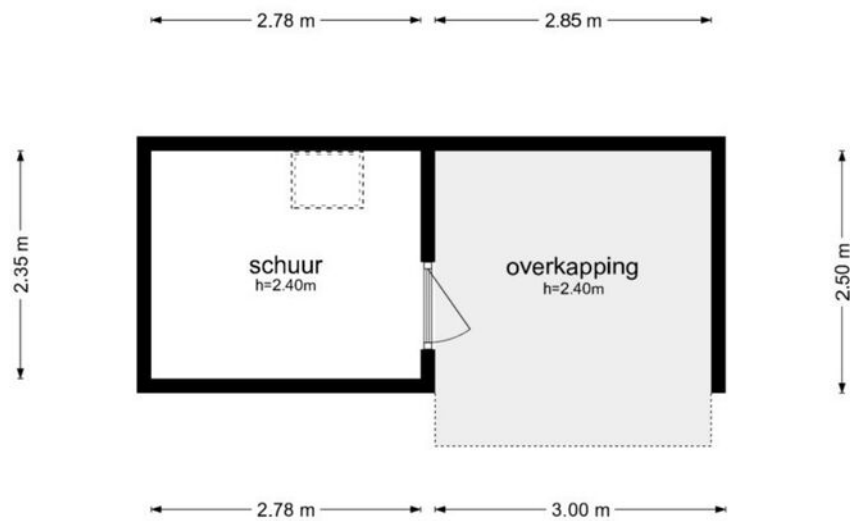 2.78 m
2.85 m
2.35 m
schuur
h=2.40m
overkapping
h=2.40m
2.50 m
2.78 m
3.00 m